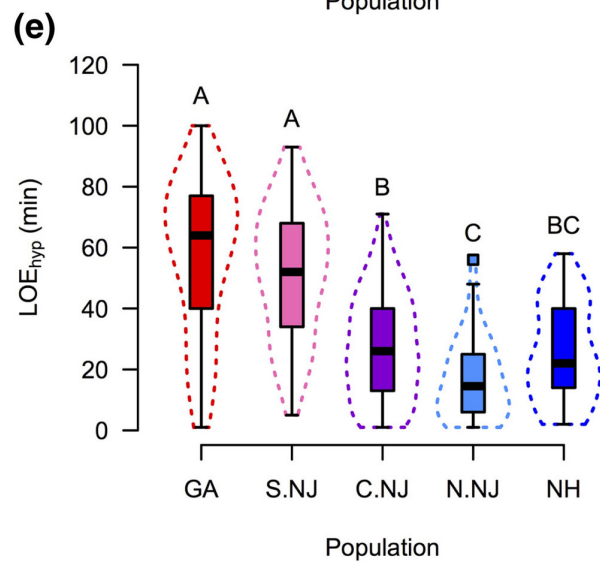 Population
(e)
LOEhyp (min)
120
100
80
60
40
20
0
A
A
B
C
BC
GA S.NJ C.NJ N.NJ NH
Population